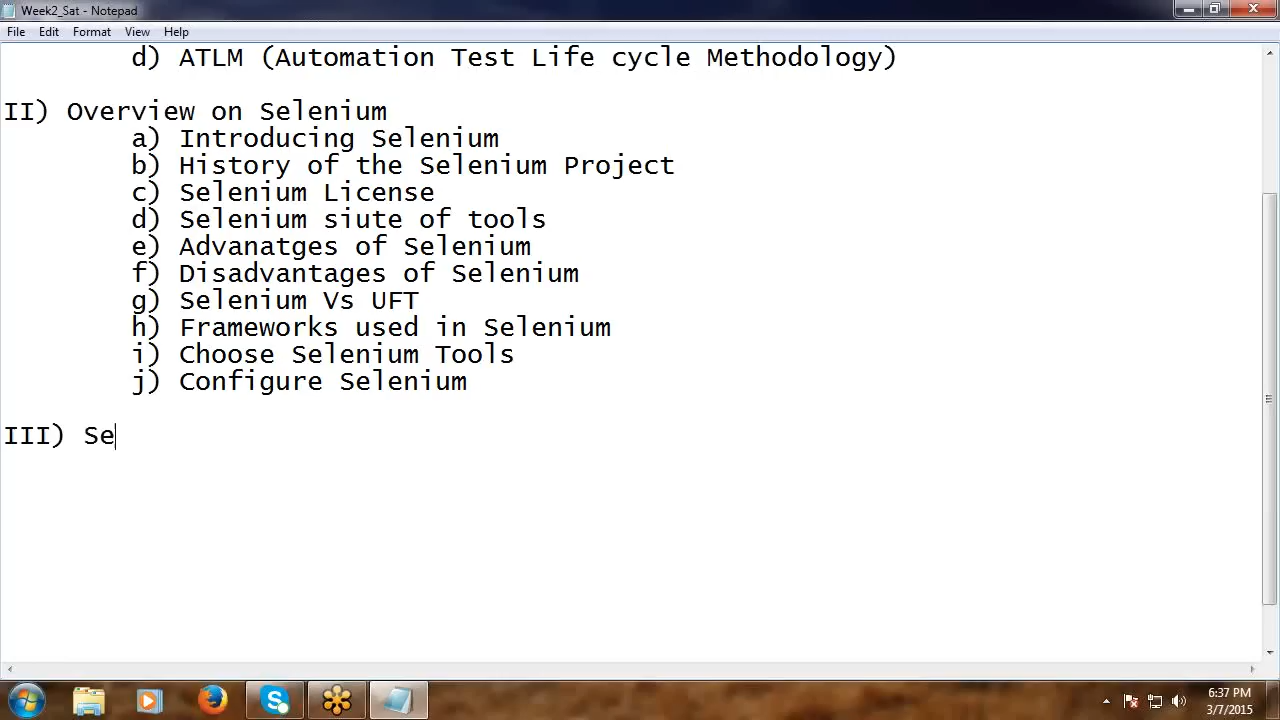 Week2_Sat - Notepad
File Edit Format View Help
d) ATLM (Automation Test Life cycle Methodology)
II) Overview on Selenium
a) Introducing Selenium
b) History of the Selenium Project
c) Selenium License
d) Selenium siute of tools
e) Advanatges of Selenium
f) Disadvantages of Selenium
g) Selenium Vs UFT
h) Frameworks used in Selenium
i) Choose Selenium Tools
j) Configure Selenium
III) Se
6:37 PM
3/7/2015